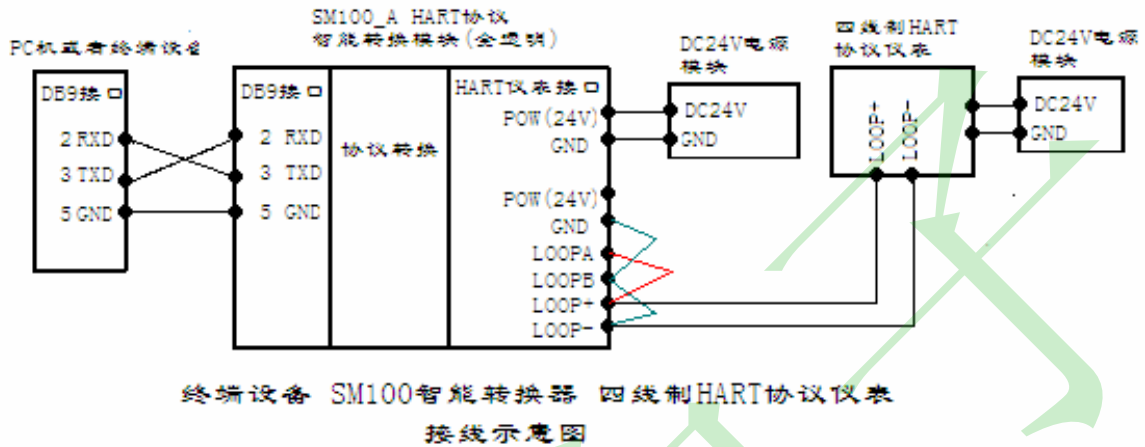 SM100_A HART协议
智能转换模块(全透明)
PC机或者终端设备
DC24V电源
模块
四线制HART
协议仪表
DC24V电源
模块
DB9接口
2 RXD
3 TXD
5 GND
DB9接口
2 RXD
3 TXD
5 GND
协议转换
HART仪表接口
POW(24V)
GND
POW(24V)
GND
LOOPA
LOOPB
LOOP+
LOOP-
DC24V
GND
LOOP+
LOOP-
DC24V
GND
终端设备 SM100智能转换器 四线制HART协议仪表
接线示意图